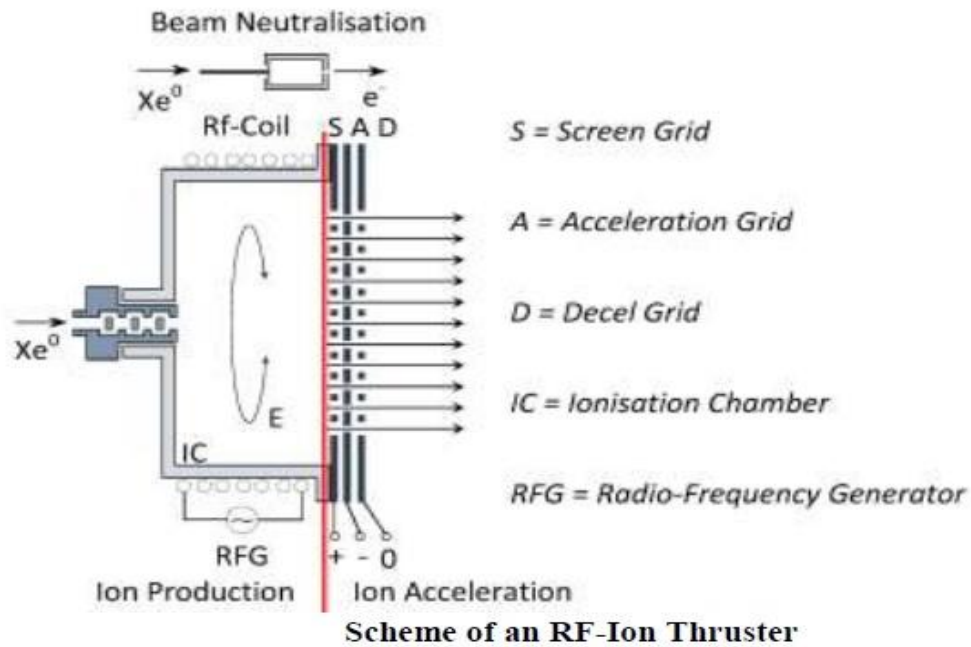 Beam Neutralisation
Xe⁰
e⁻
Rf-Coil
S A D
S = Screen Grid
A = Acceleration Grid
D = Decel Grid
Xe⁰
E
IC
IC = Ionisation Chamber
RFG = Radio-Frequency Generator
RFG
+ - 0
Ion Production
Ion Acceleration
Scheme of an RF-Ion Thruster